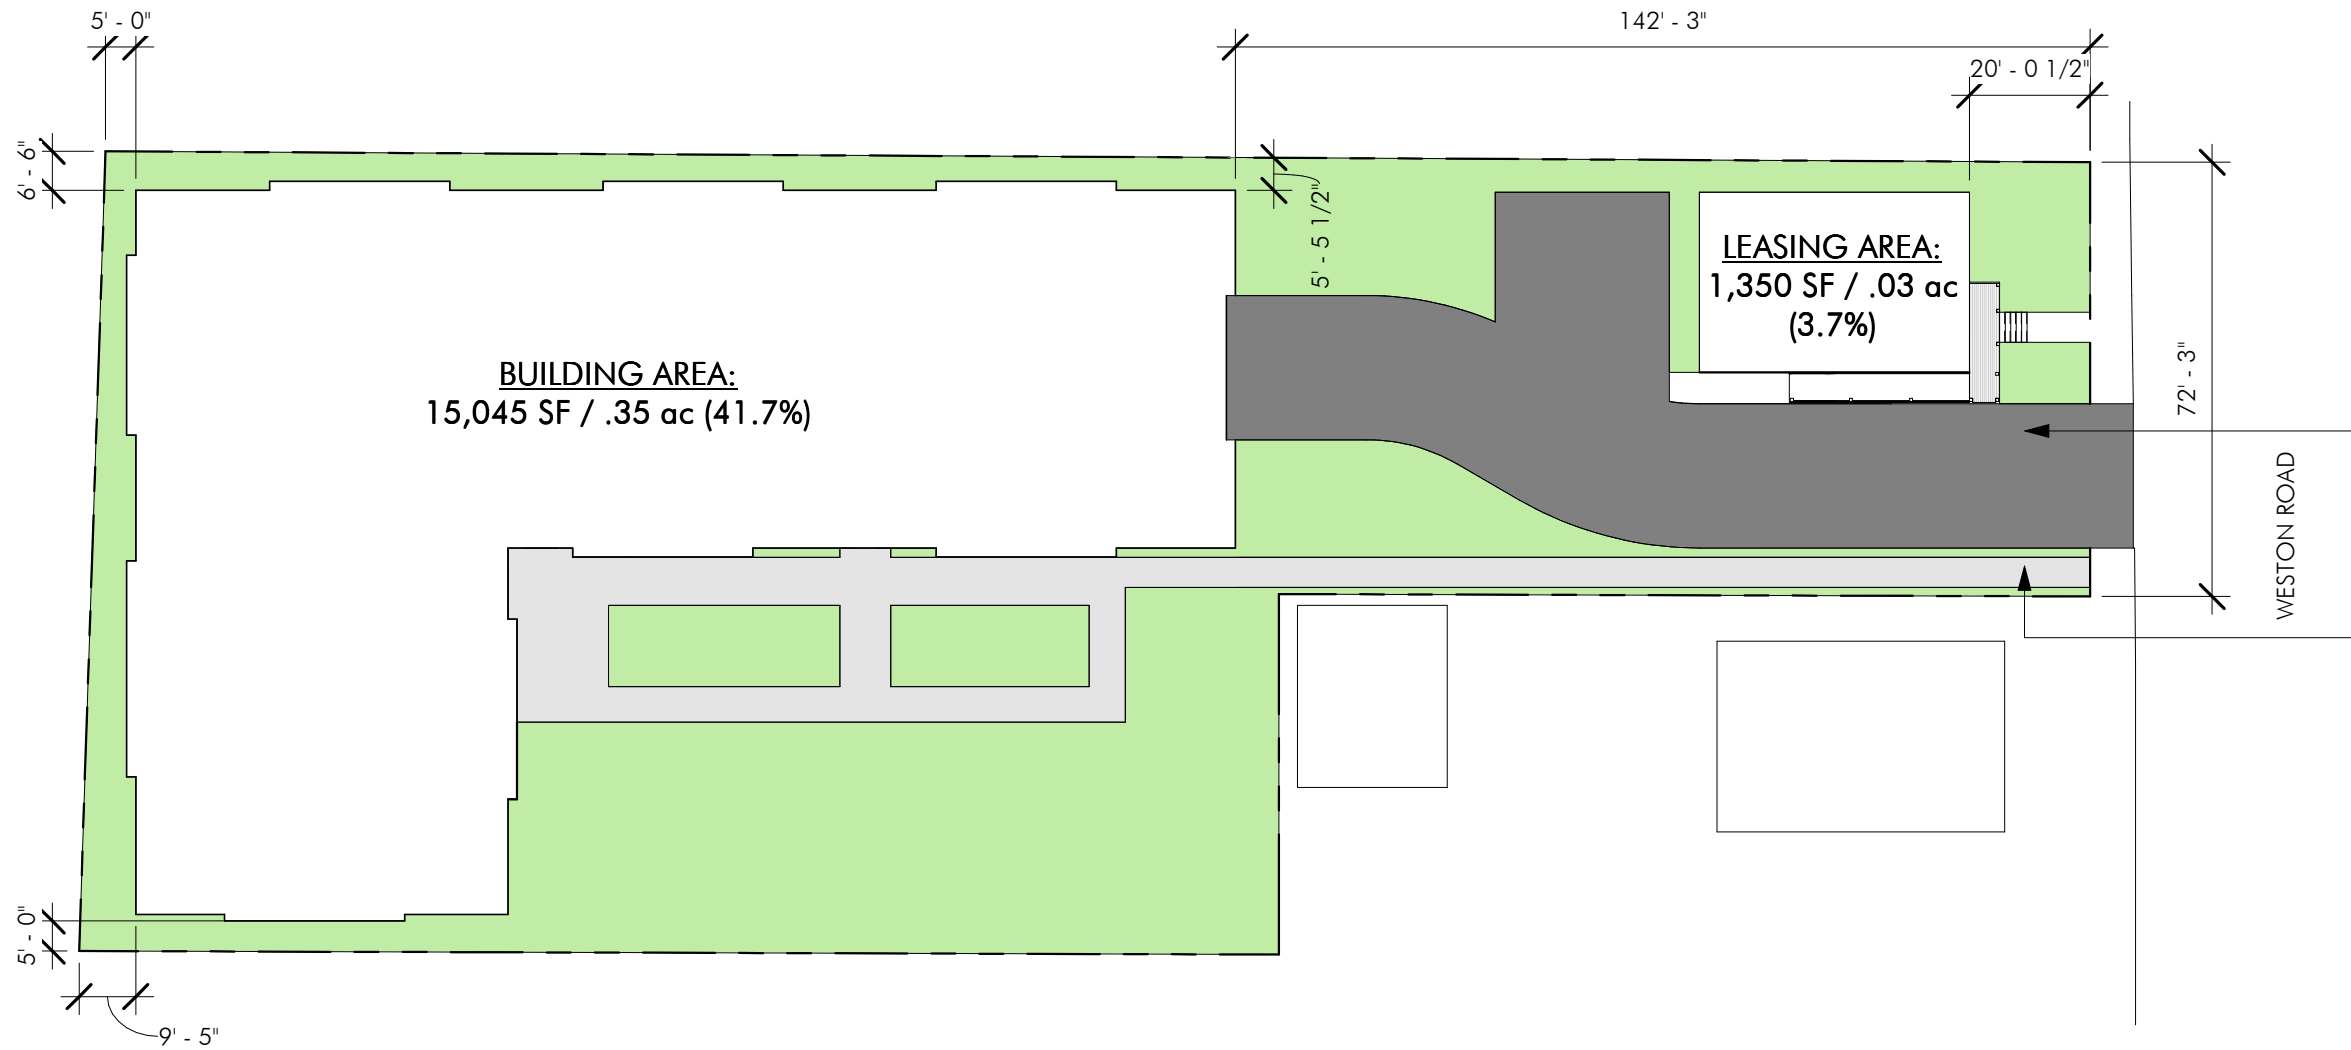 5' - 0"
142' - 3"
20' - 0 1/2"
6' - 6"
5' - 5 1/2"
LEASING AREA:
1,350 SF / .03 ac
(3.7%)
72' - 3"
BUILDING AREA:
15,045 SF / .35 ac (41.7%)
WESTON ROAD
5' - 0"
9' - 5"